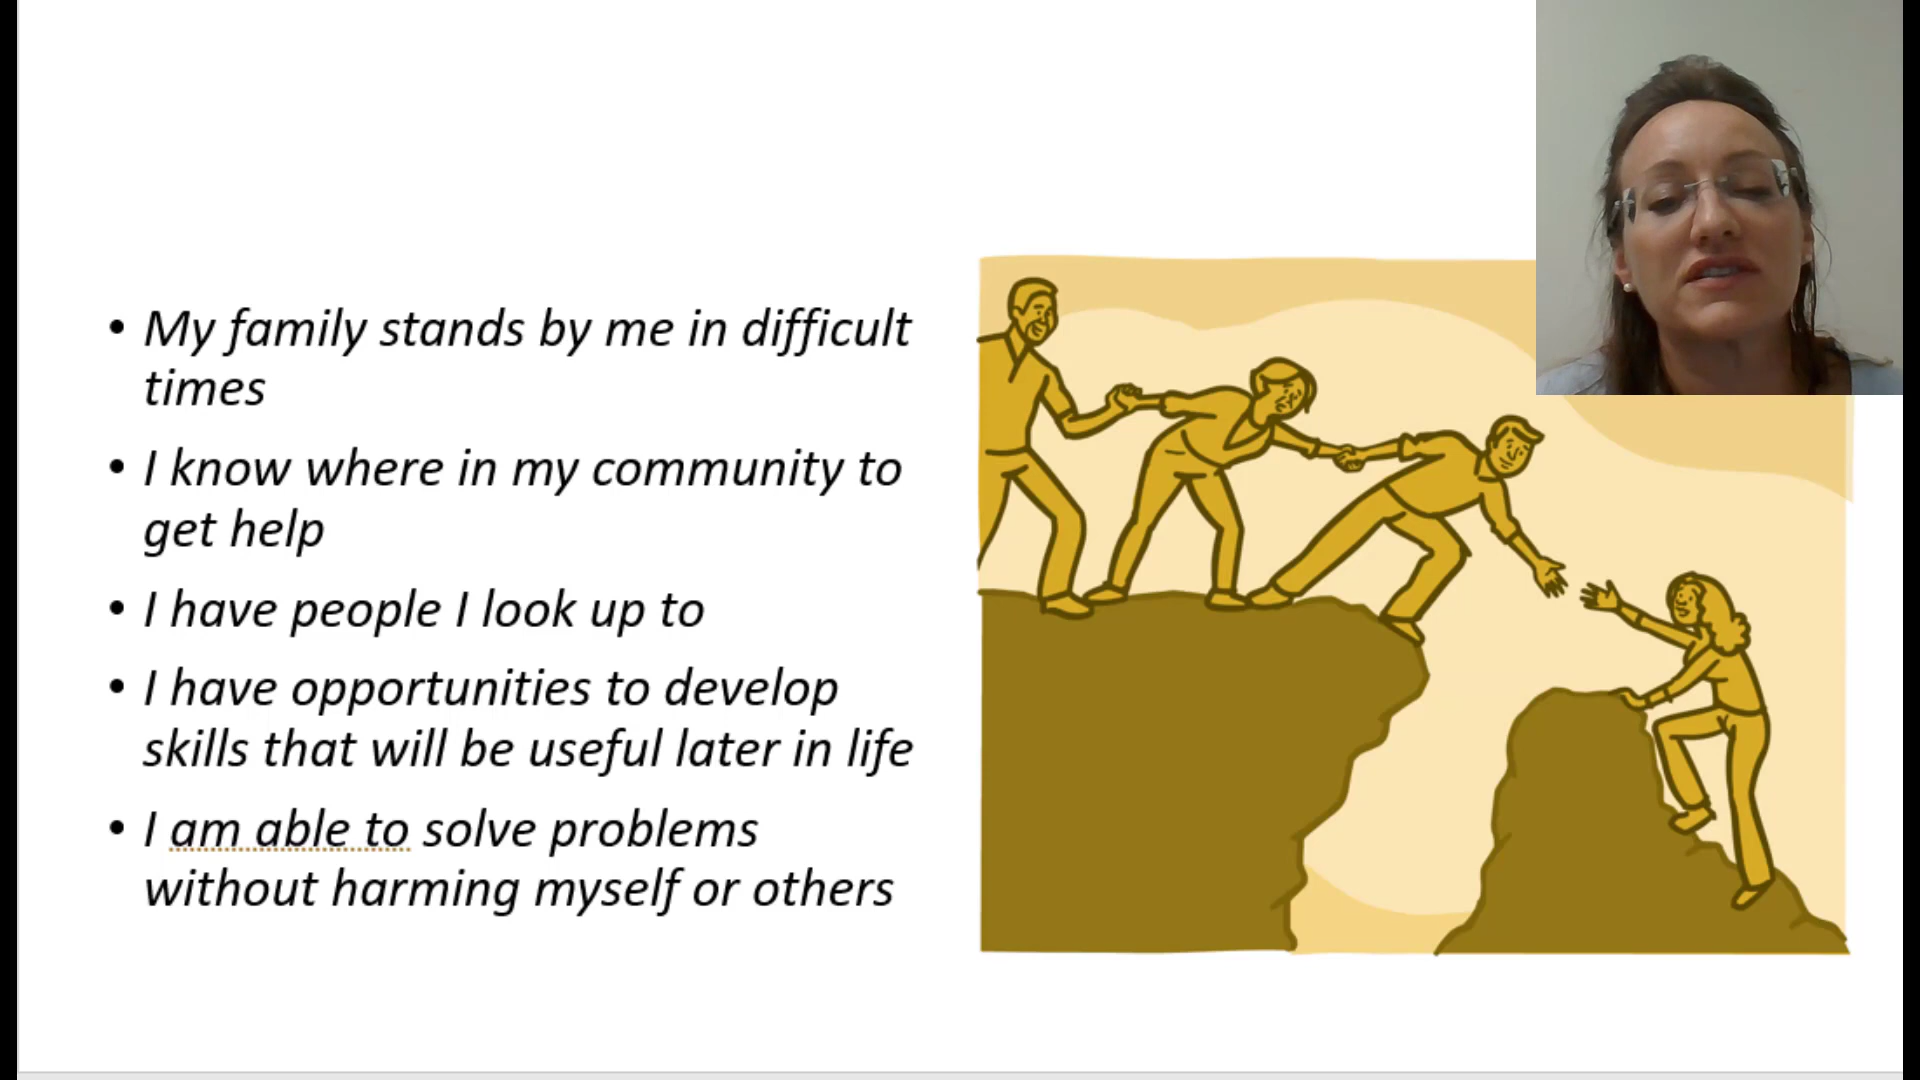 • My family stands by me in difficult
times
• I know where in my community to
get help
• I have people I look up to
• I have opportunities to develop
skills that will be useful later in life
• I am able to solve problems
without harming myself or others